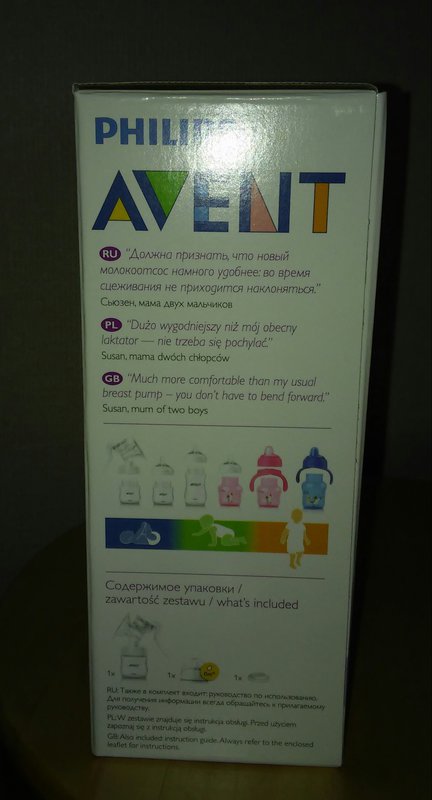 PHILIPS
AVENT
RU "Должна признать, что новый
молокоотсос намного удобнее: во время
сцеживания не приходится наклоняться."
Сьюзен, мама двух мальчиков
PL "Dużo wygodniejszy niż mój obecny
laktator — nie trzeba się pochylać."
Susan, mama dwóch chłopców
GB "Much more comfortable than my usual
breast pump – you don't have to bend forward."
Susan, mum of two boys
Содержимое упаковки /
zawartość zestawu / what's included
1x 1x 0m+ 1x
RU: Также в комплект входит: руководство по использованию.
Для получения информации всегда обращайтесь к прилагаемому
руководству.
PL: W zestawie znajduje się instrukcja obsługi. Przed użyciem
zapoznaj się z instrukcją obsługi.
GB: Also included: instruction guide. Always refer to the enclosed
leaflet for instructions.